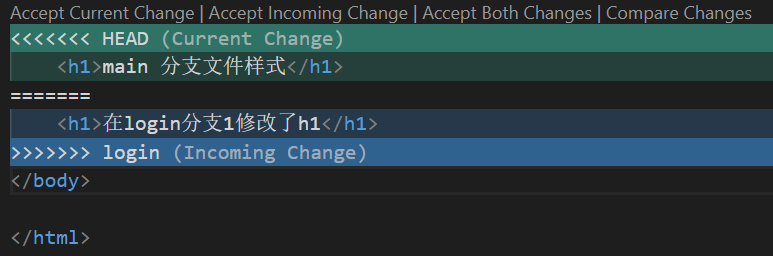 Accept Current Change | Accept Incoming Change | Accept Both Changes | Compare Changes
<<<<<<< HEAD (Current Change)
    <h1>main 分支文件样式</h1>
=======
    <h1>在login分支1修改了h1</h1>
>>>>>>> login (Incoming Change)
</body>

</html>